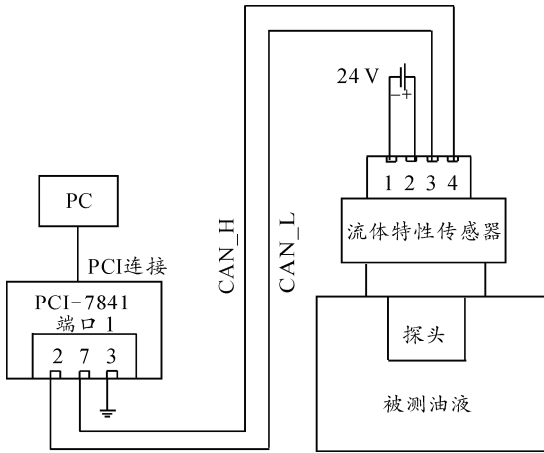 24 V
− +
1 2 3 4
流体特性传感器
探头
被测油液
CAN_H
CAN_L
PC
PCI连接
PCI-7841
端口 1
2 7 3